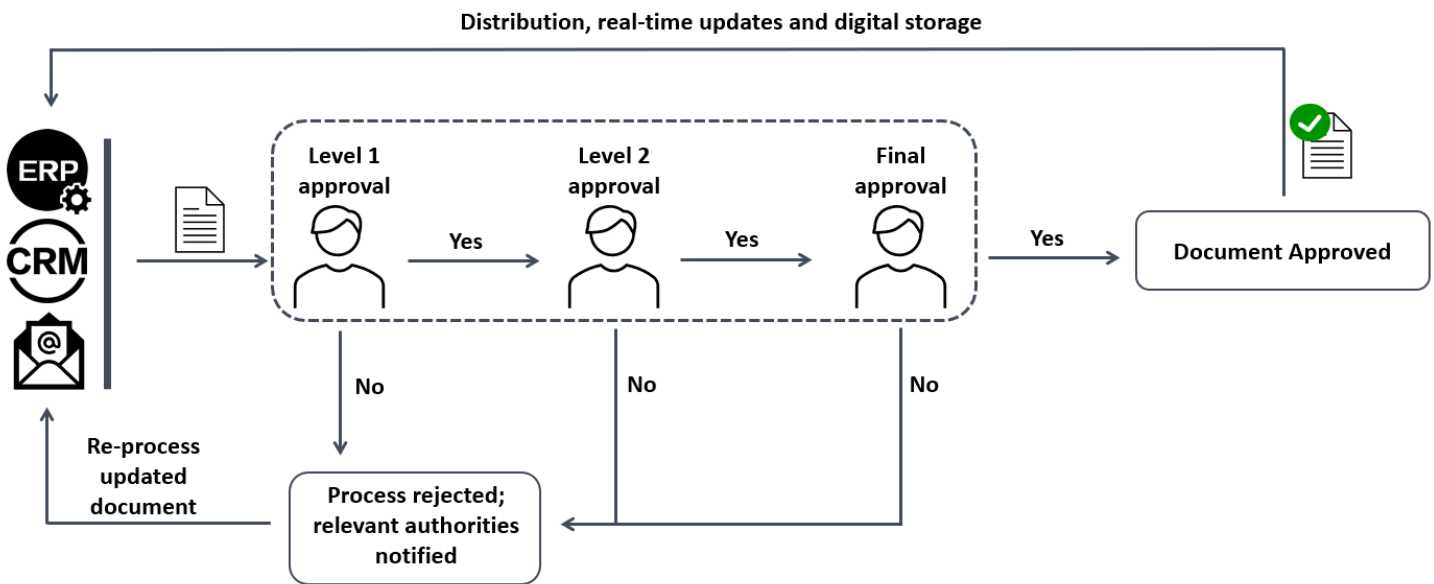 Distribution, real-time updates and digital storage
ERP
CRM
@
Level 1
approval
Yes
Level 2
approval
Yes
Final
approval
Yes
Document Approved
No
No
No
Re-process
updated
document
Process rejected;
relevant authorities
notified